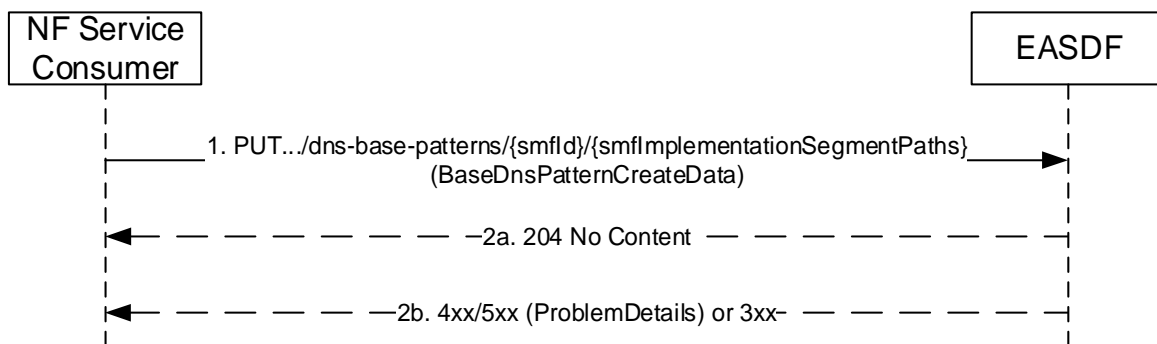 NF Service
Consumer
EASDF
1. PUT.../dns-base-patterns/{smfId}/{smfImplementationSegmentPaths}
(BaseDnsPatternCreateData)
2a. 204 No Content
2b. 4xx/5xx (ProblemDetails) or 3xx